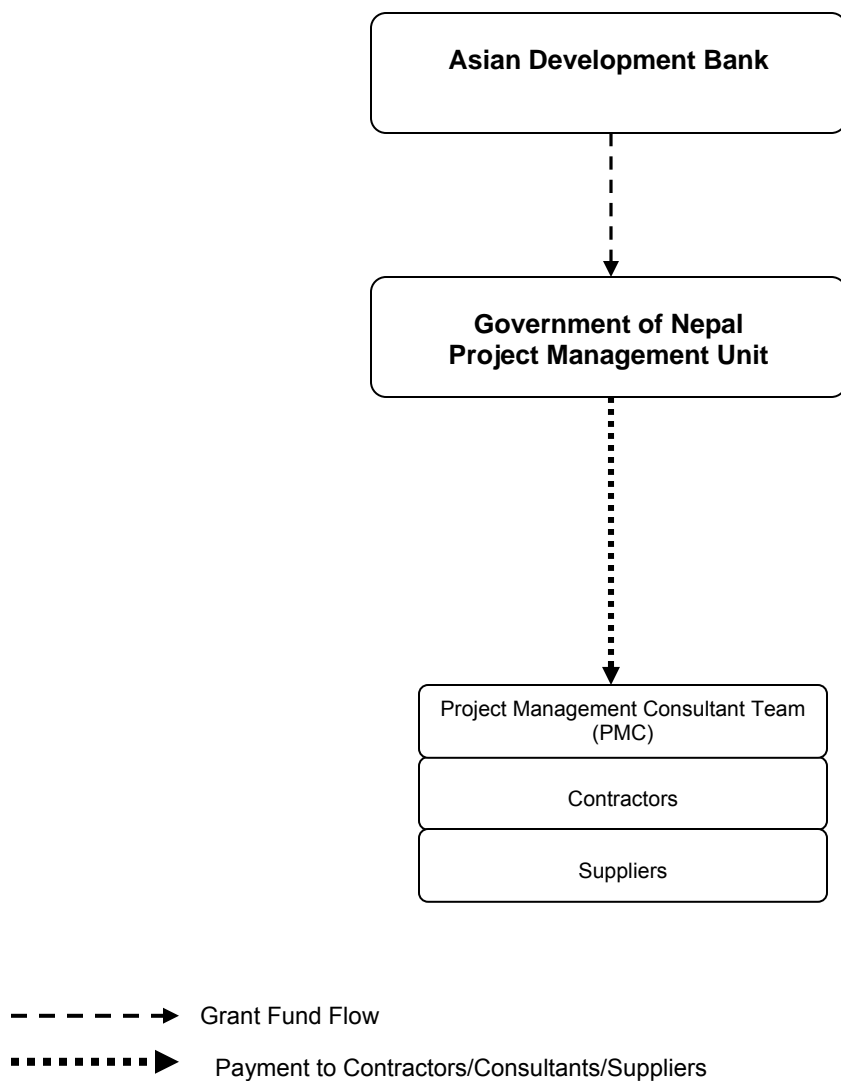 Asian Development Bank
Government of Nepal
Project Management Unit
Project Management Consultant Team
(PMC)
Contractors
Suppliers
Grant Fund Flow
Payment to Contractors/Consultants/Suppliers